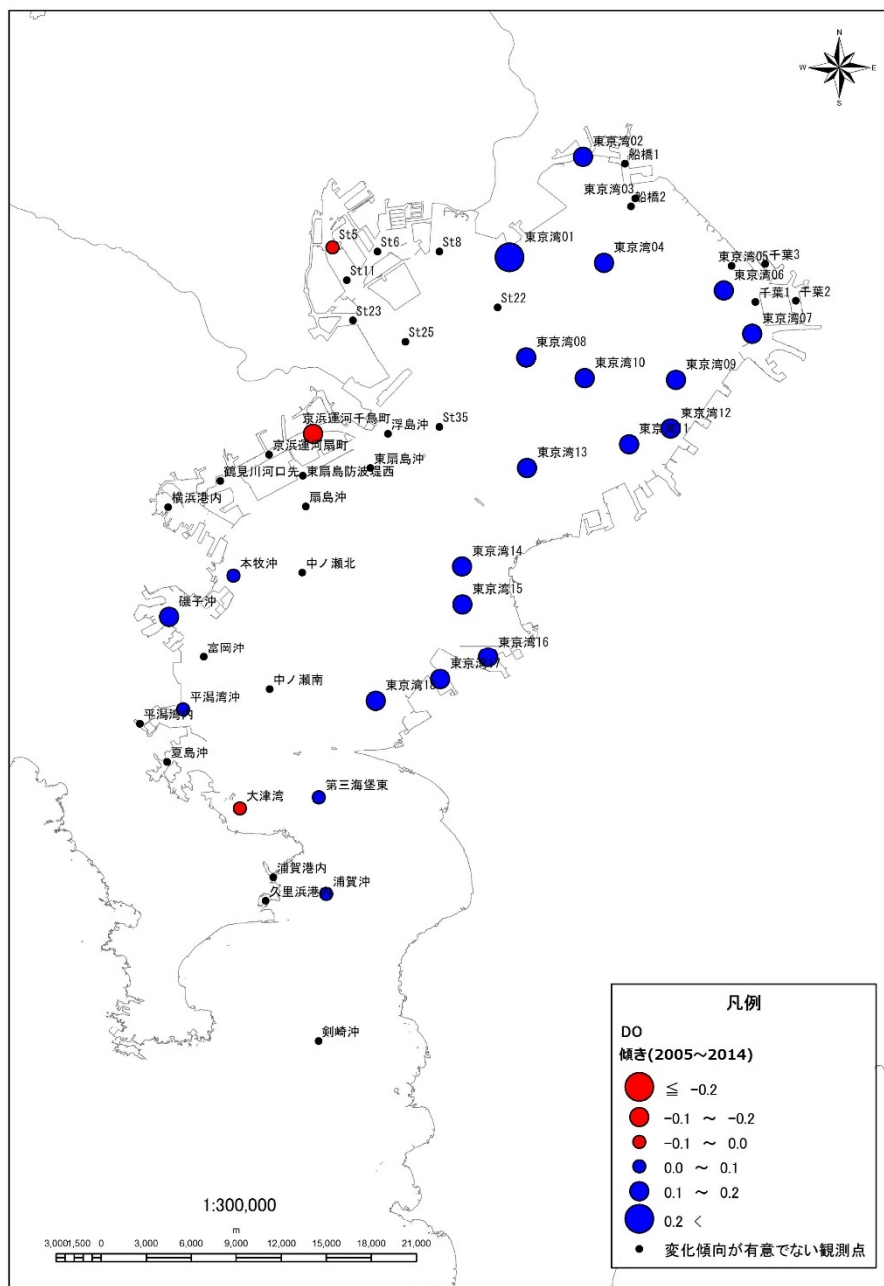 N
W E
S
東京湾02
船橋1
東京湾03
船橋2
St5
St6
St8
東京湾01
東京湾04
東京湾05
千葉3
東京湾06
St11
千葉1
千葉2
St22
St23
東京湾07
St25
東京湾08
東京湾10
東京湾09
京浜運河千鳥町
浮島沖
St35
東京湾12
東京湾11
京浜運河扇町
東扇島沖
東京湾13
鶴見川河口先
東扇島防波堤西
横浜港内
扇島沖
東京湾14
本牧沖
中ノ瀬北
東京湾15
磯子沖
富岡沖
東京湾16
東京湾17
中ノ瀬南
東京湾18
平潟湾沖
平潟湾内
夏島沖
第三海堡東
大津湾
浦賀港内
浦賀沖
久里浜港
剣崎沖
凡例
DO
傾き(2005～2014)
≦ -0.2
-0.1 ～ -0.2
-0.1 ～ 0.0
0.0 ～ 0.1
0.1 ～ 0.2
0.2 <
変化傾向が有意でない観測点
1:300,000
m
3,0001,500 0 3,000 6,000 9,000 12,000 15,000 18,000 21,000